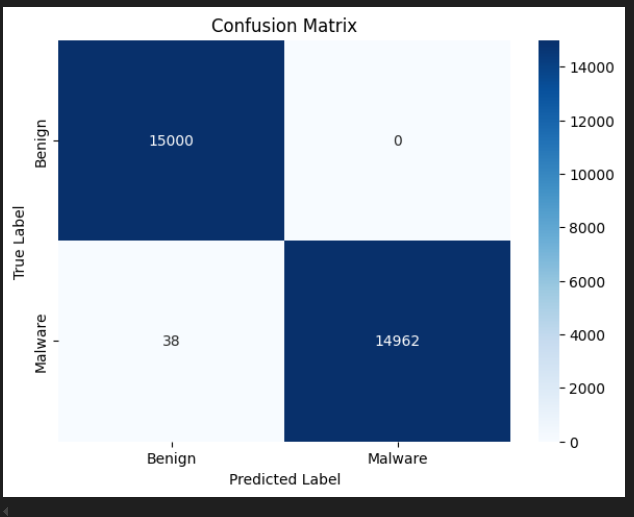 Confusion Matrix
True Label
Benign
15000
0
Malware
38
14962
Benign
Malware
Predicted Label
14000
12000
10000
8000
6000
4000
2000
0